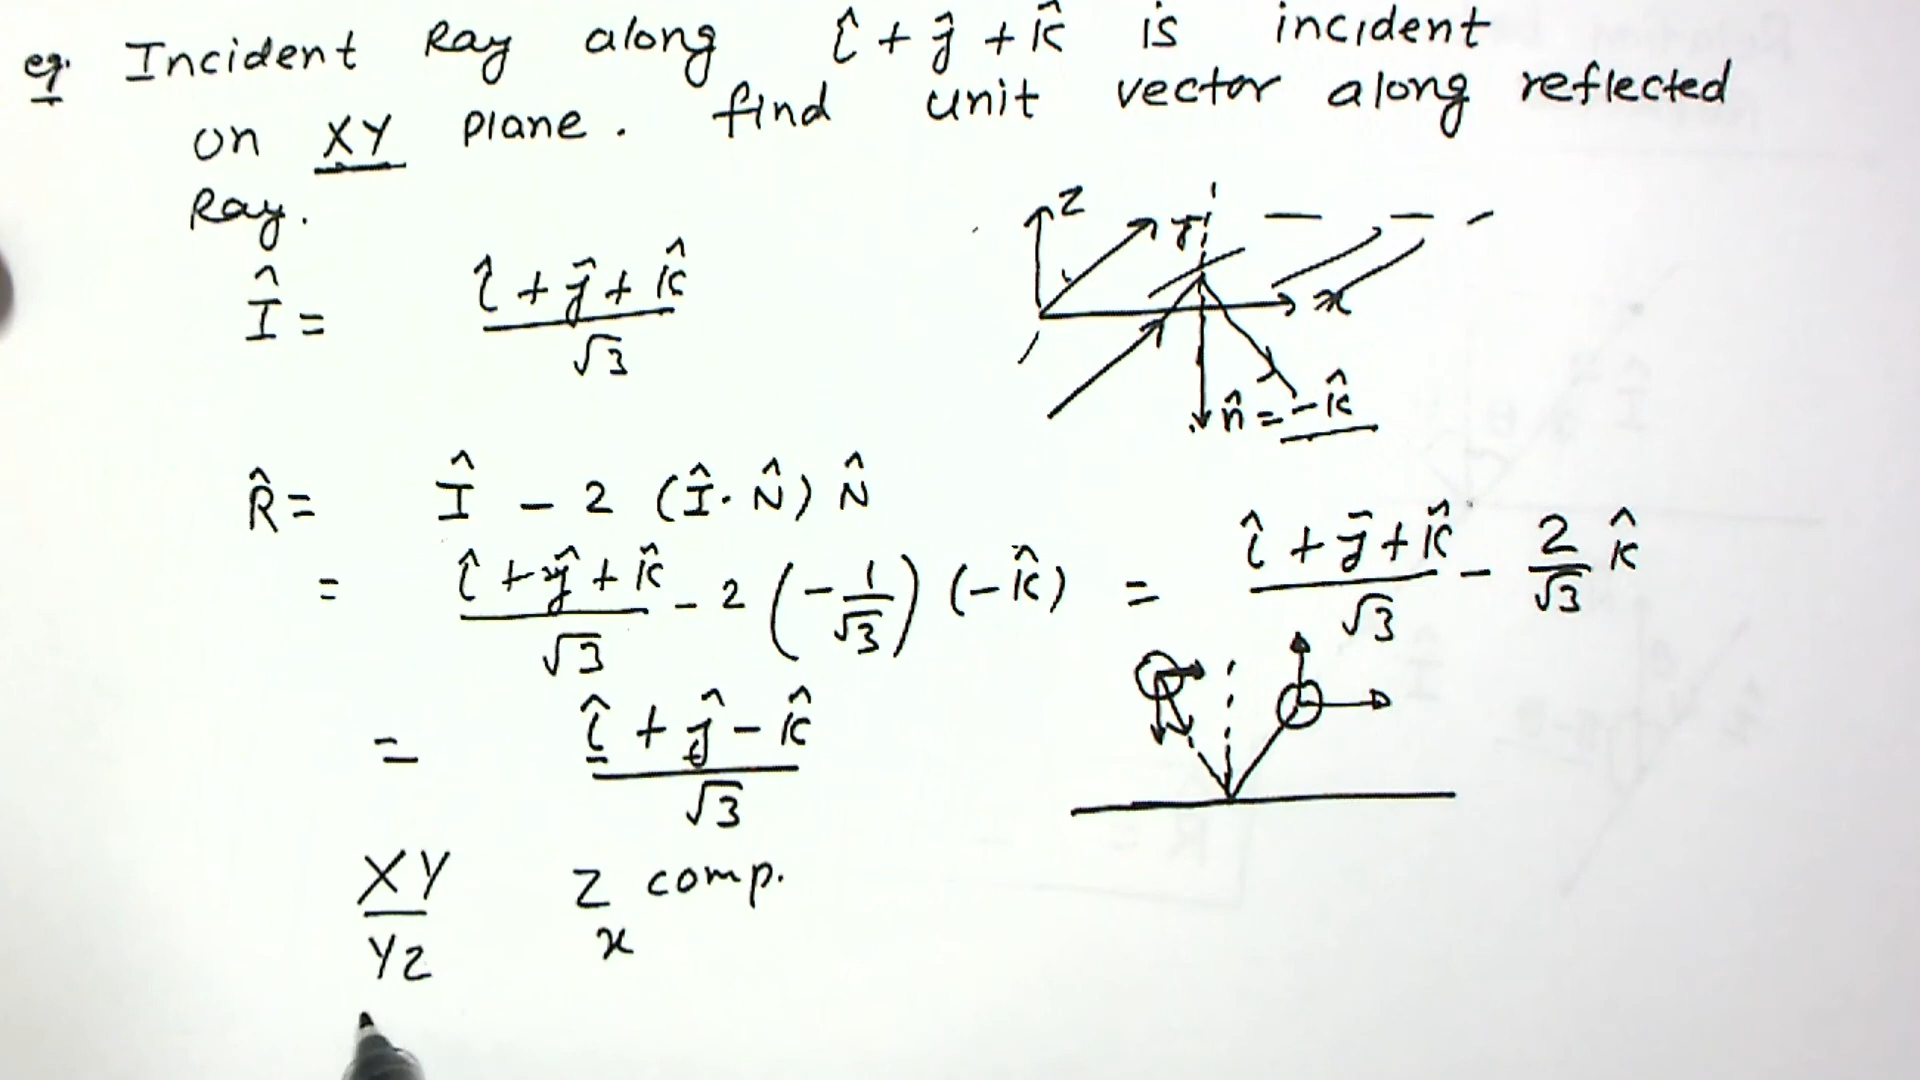 eg. Incident Ray along î + ĵ + k̂ is incident
on XY plane. find unit vector along reflected
Ray.
Î = (î + ĵ + k̂)/√3
z
y
x
n̂ = -k̂
R̂ = Î - 2 (Î. N̂) N̂
= (î + ĵ + k̂)/√3 - 2 (-1/√3) (-k̂) = (î + ĵ + k̂)/√3 - 2/√3 k̂
= (î + ĵ - k̂)/√3
XY z comp.
YZ x